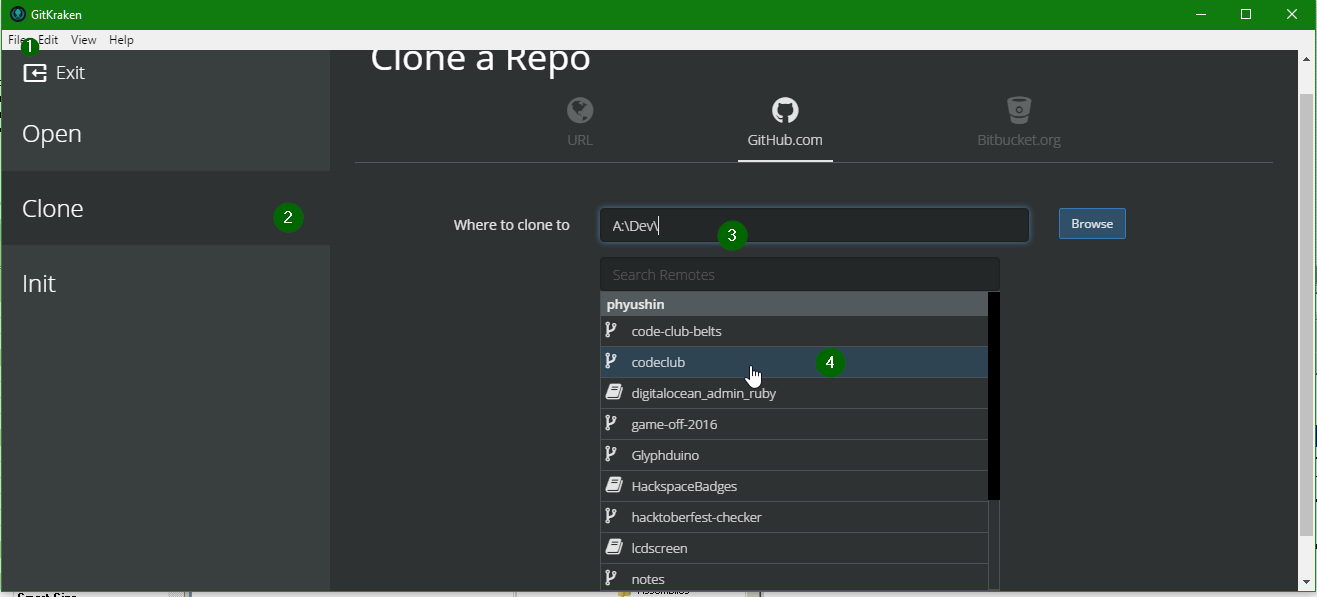 GitKraken
File Edit View Help
1
Exit
Clone a Repo
Open
URL
GitHub.com
Bitbucket.org
Clone
2
Where to clone to
A:\Dev\
3
Browse
Init
Search Remotes
phyushin
code-club-belts
codeclub
4
digitalocean_admin_ruby
game-off-2016
Glyphduino
HackspaceBadges
hacktoberfest-checker
lcdscreen
notes